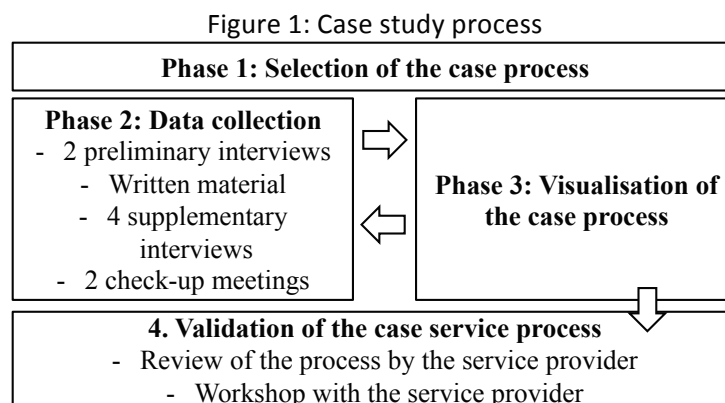 Figure 1: Case study process
Phase 1: Selection of the case process
Phase 2: Data collection
- 2 preliminary interviews
- Written material
- 4 supplementary
interviews
- 2 check-up meetings
Phase 3: Visualisation of
the case process
4. Validation of the case service process
- Review of the process by the service provider
- Workshop with the service provider